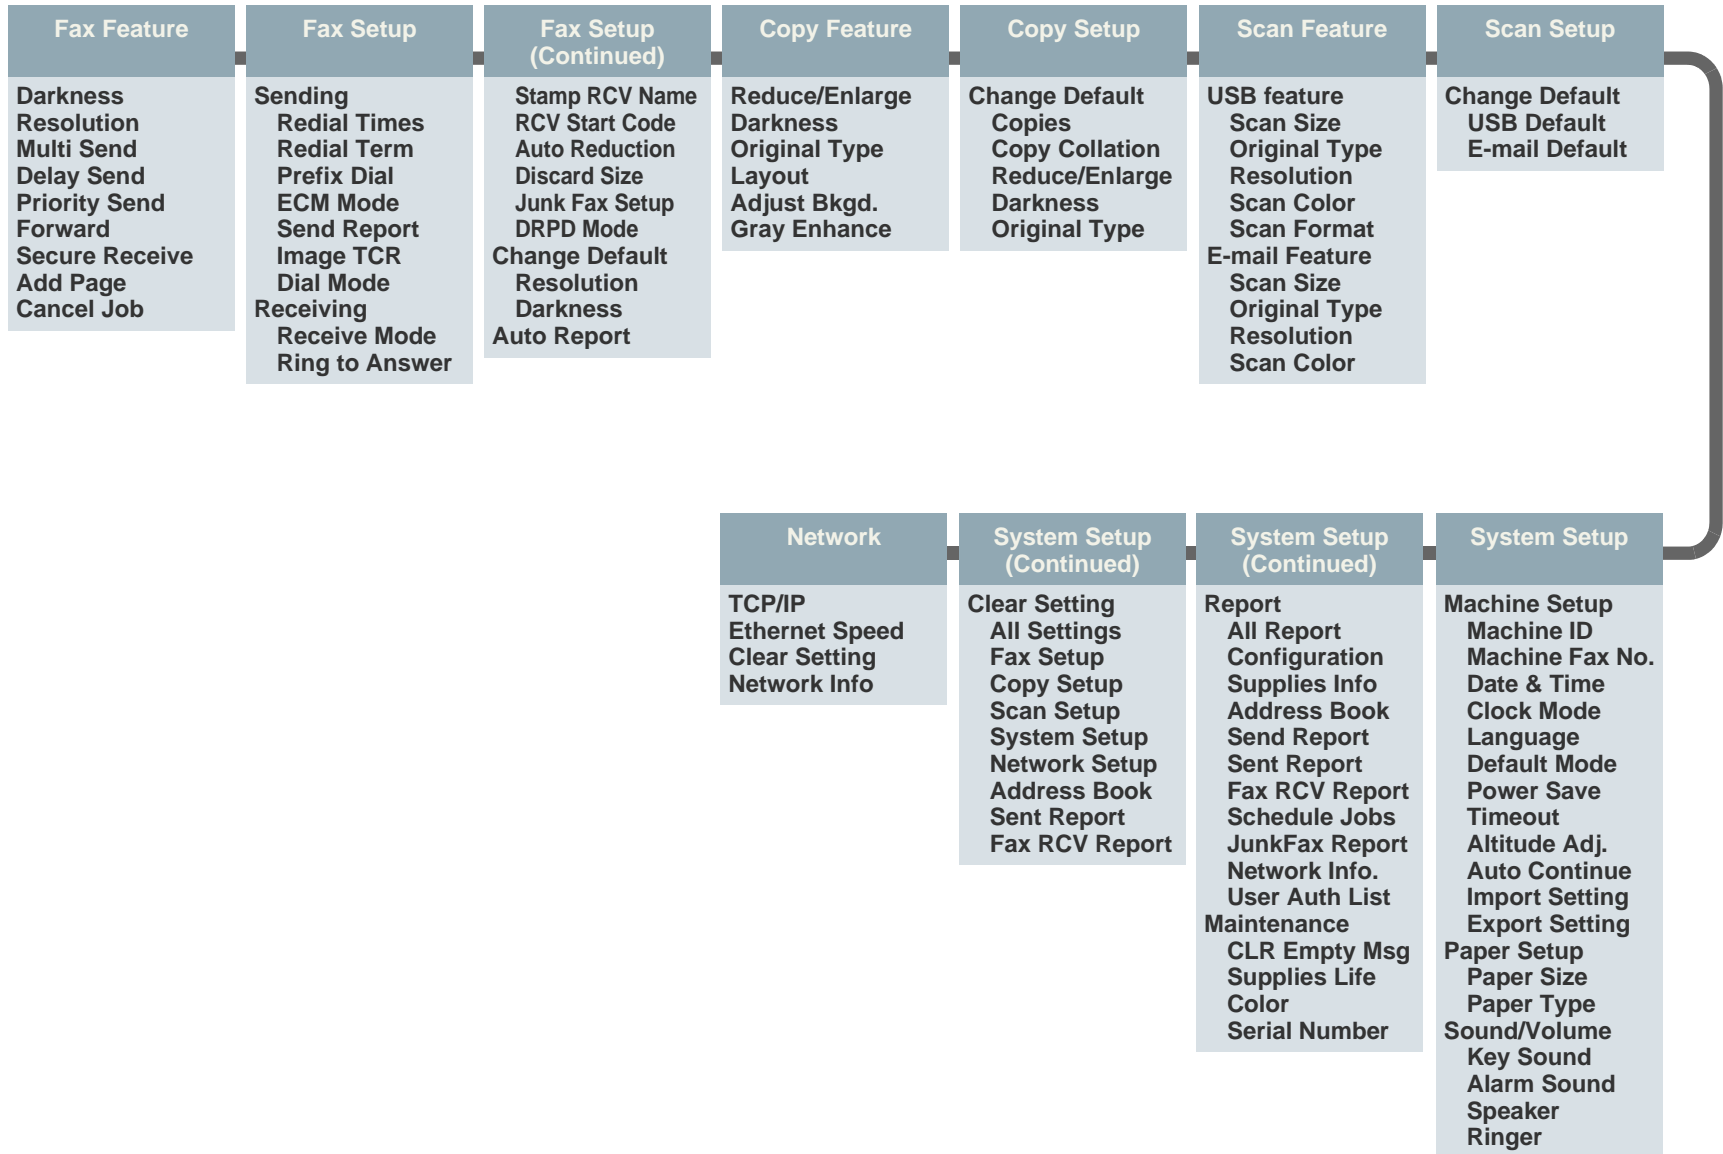 Fax Feature
Darkness
Resolution
Multi Send
Delay Send
Priority Send
Forward
Secure Receive
Add Page
Cancel Job
Fax Setup
Sending
Redial Times
Redial Term
Prefix Dial
ECM Mode
Send Report
Image TCR
Dial Mode
Receiving
Receive Mode
Ring to Answer
Fax Setup
(Continued)
Stamp RCV Name
RCV Start Code
Auto Reduction
Discard Size
Junk Fax Setup
DRPD Mode
Change Default
Resolution
Darkness
Auto Report
Copy Feature
Reduce/Enlarge
Darkness
Original Type
Layout
Adjust Bkgd.
Gray Enhance
Copy Setup
Change Default
Copies
Copy Collation
Reduce/Enlarge
Darkness
Original Type
Scan Feature
USB feature
Scan Size
Original Type
Resolution
Scan Color
Scan Format
E-mail Feature
Scan Size
Original Type
Resolution
Scan Color
Scan Setup
Change Default
USB Default
E-mail Default
Network
TCP/IP
Ethernet Speed
Clear Setting
Network Info
System Setup
(Continued)
Clear Setting
All Settings
Fax Setup
Copy Setup
Scan Setup
System Setup
Network Setup
Address Book
Sent Report
Fax RCV Report
System Setup
(Continued)
Report
All Report
Configuration
Supplies Info
Address Book
Send Report
Sent Report
Fax RCV Report
Schedule Jobs
JunkFax Report
Network Info.
User Auth List
Maintenance
CLR Empty Msg
Supplies Life
Color
Serial Number
System Setup
Machine Setup
Machine ID
Machine Fax No.
Date & Time
Clock Mode
Language
Default Mode
Power Save
Timeout
Altitude Adj.
Auto Continue
Import Setting
Export Setting
Paper Setup
Paper Size
Paper Type
Sound/Volume
Key Sound
Alarm Sound
Speaker
Ringer